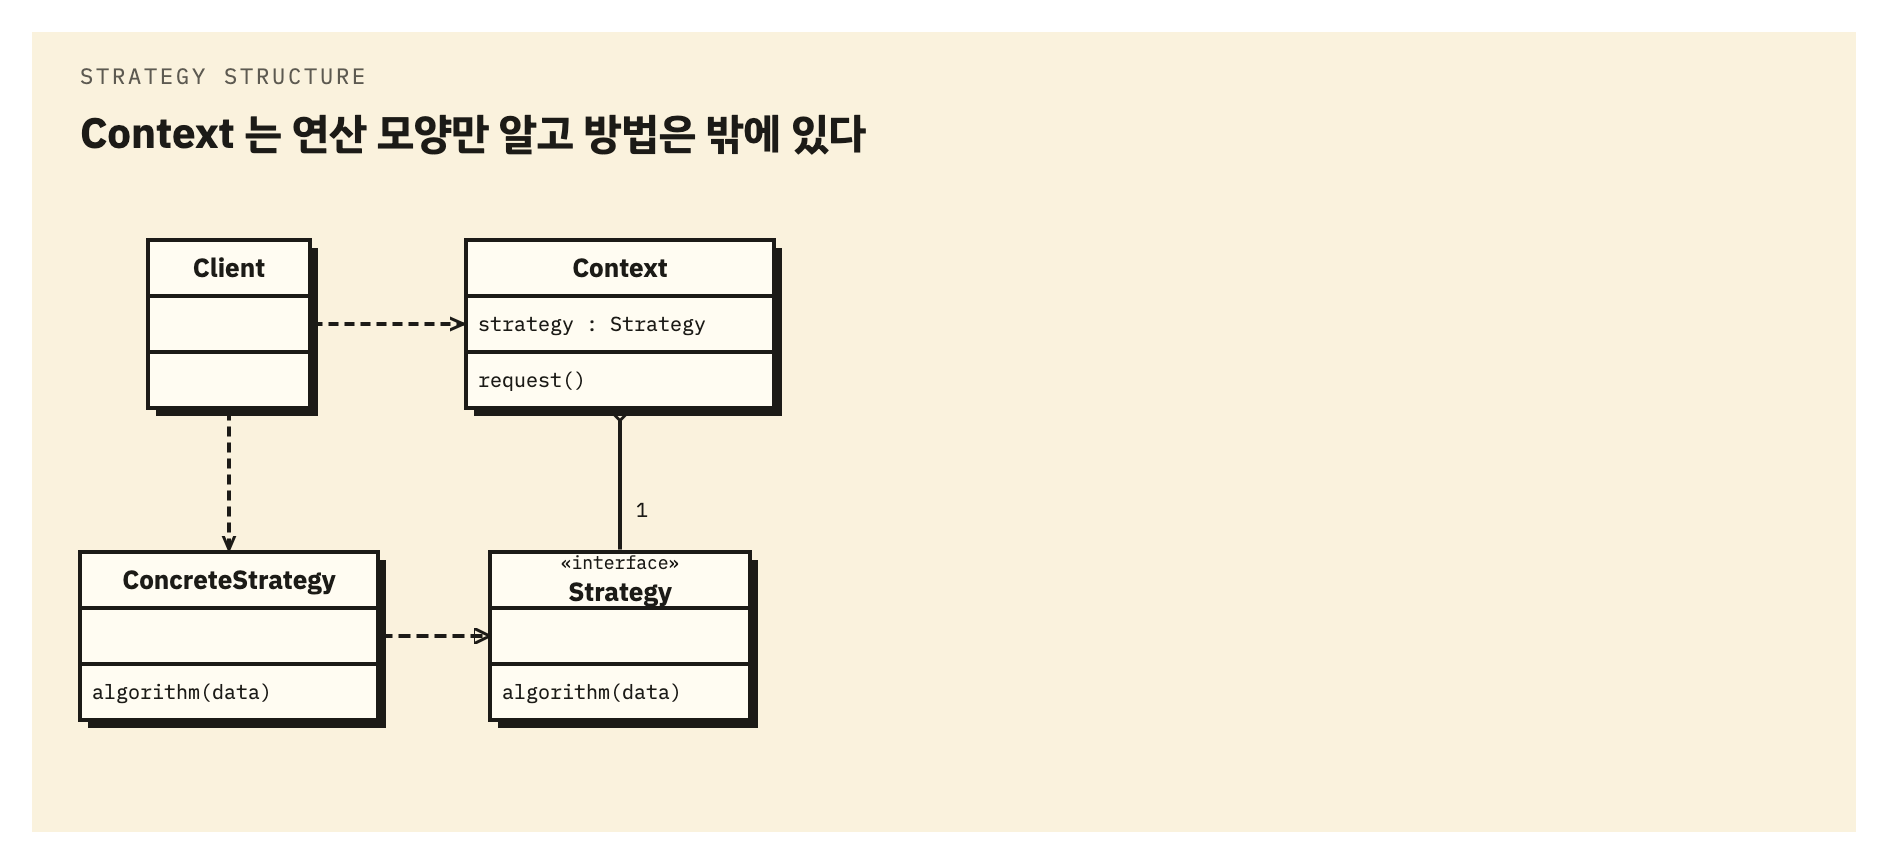 STRATEGY STRUCTURE
Context 는 연산 모양만 알고 방법은 밖에 있다
Client
Context
strategy : Strategy
request()
1
ConcreteStrategy
algorithm(data)
«interface»
Strategy
algorithm(data)